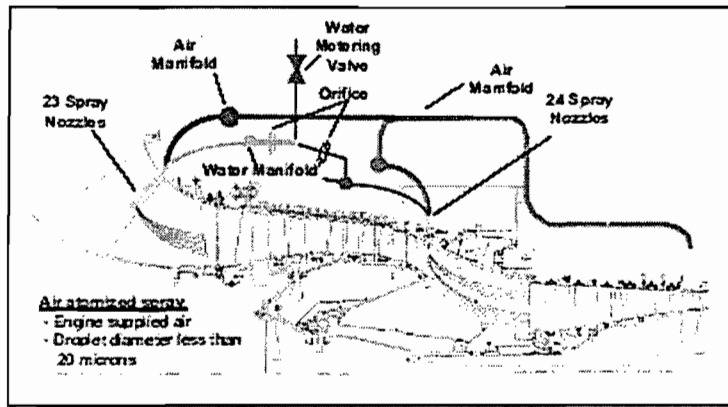 Water
Motoring
Valve
Air
Manifold
Air
Manifold
Orifice
23 Spray
Nozzles
24 Spray
Nozzles
Water Manifold
Air atomized spray
- Engine supplied air
- Droplet diameter less than
20 microns